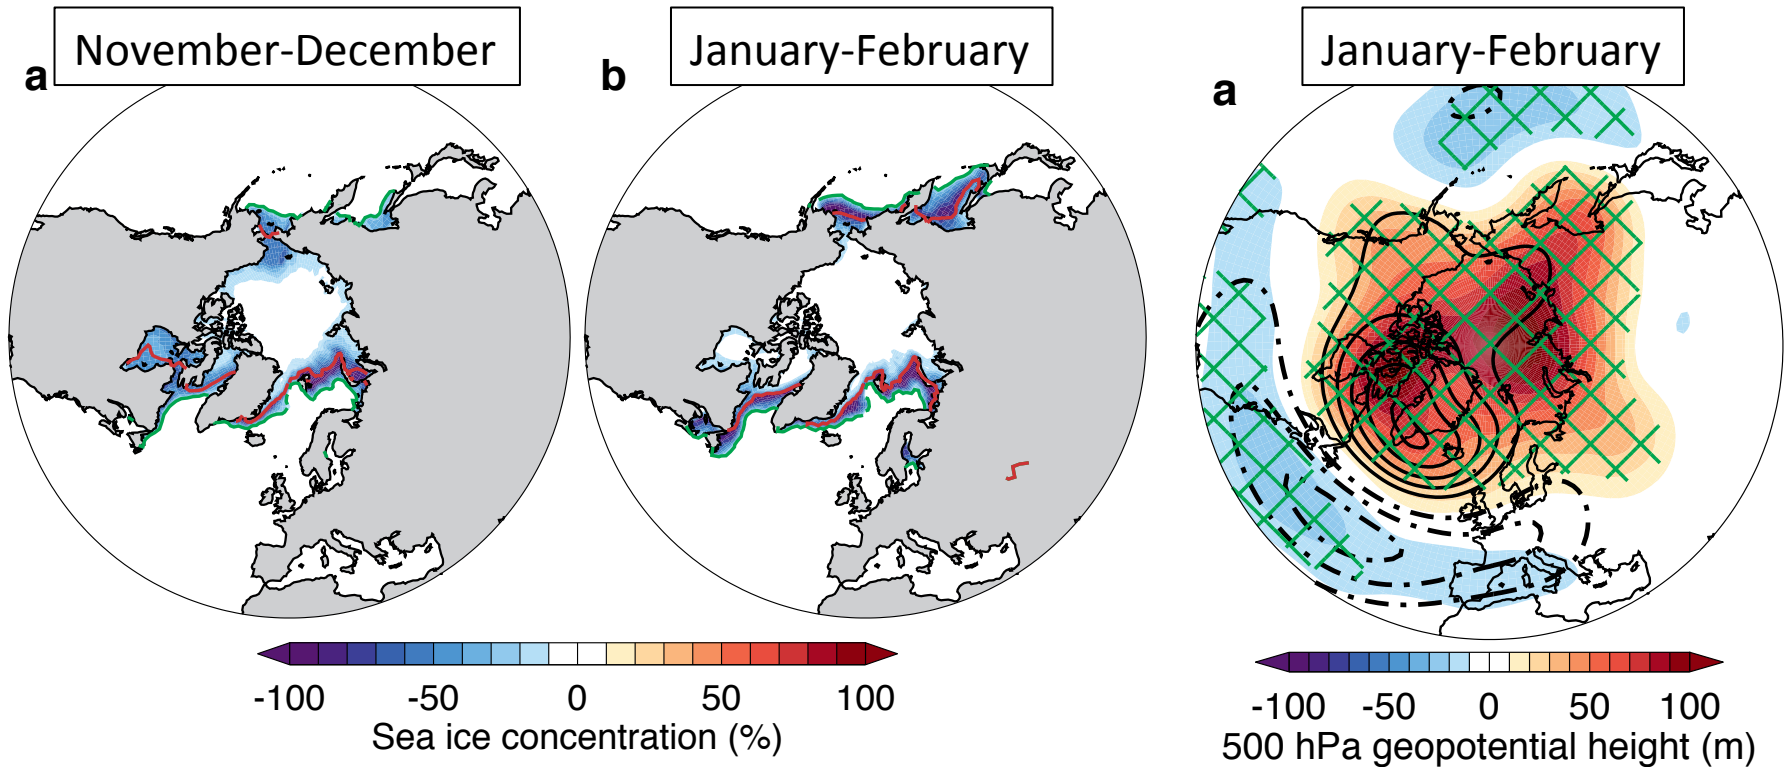 November-December
January-February
January-February
a
b
a
-100
-50
0
50
100
Sea ice concentration (%)
-100
-50
0
50
100
500 hPa geopotential height (m)